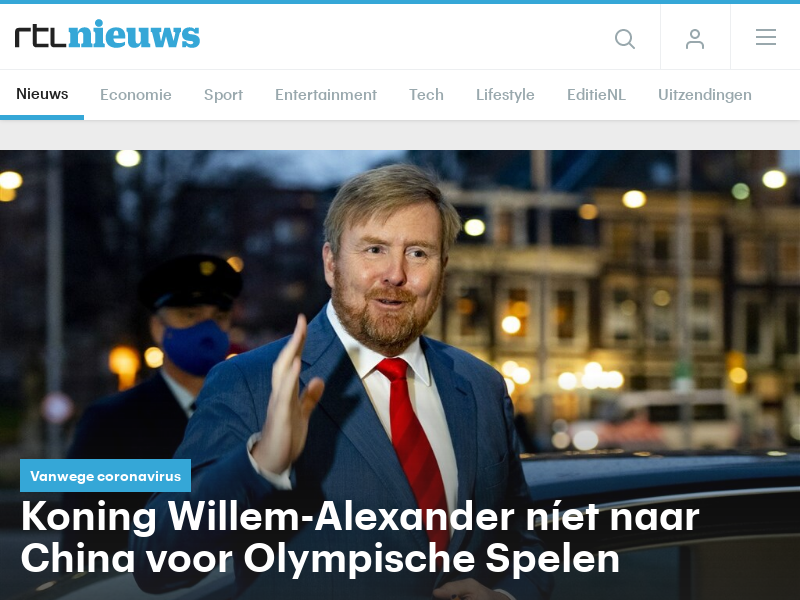 rtlnieuws
Nieuws Economie Sport Entertainment Tech Lifestyle EditieNL Uitzendingen
Vanwege coronavirus
Koning Willem-Alexander níet naar
China voor Olympische Spelen